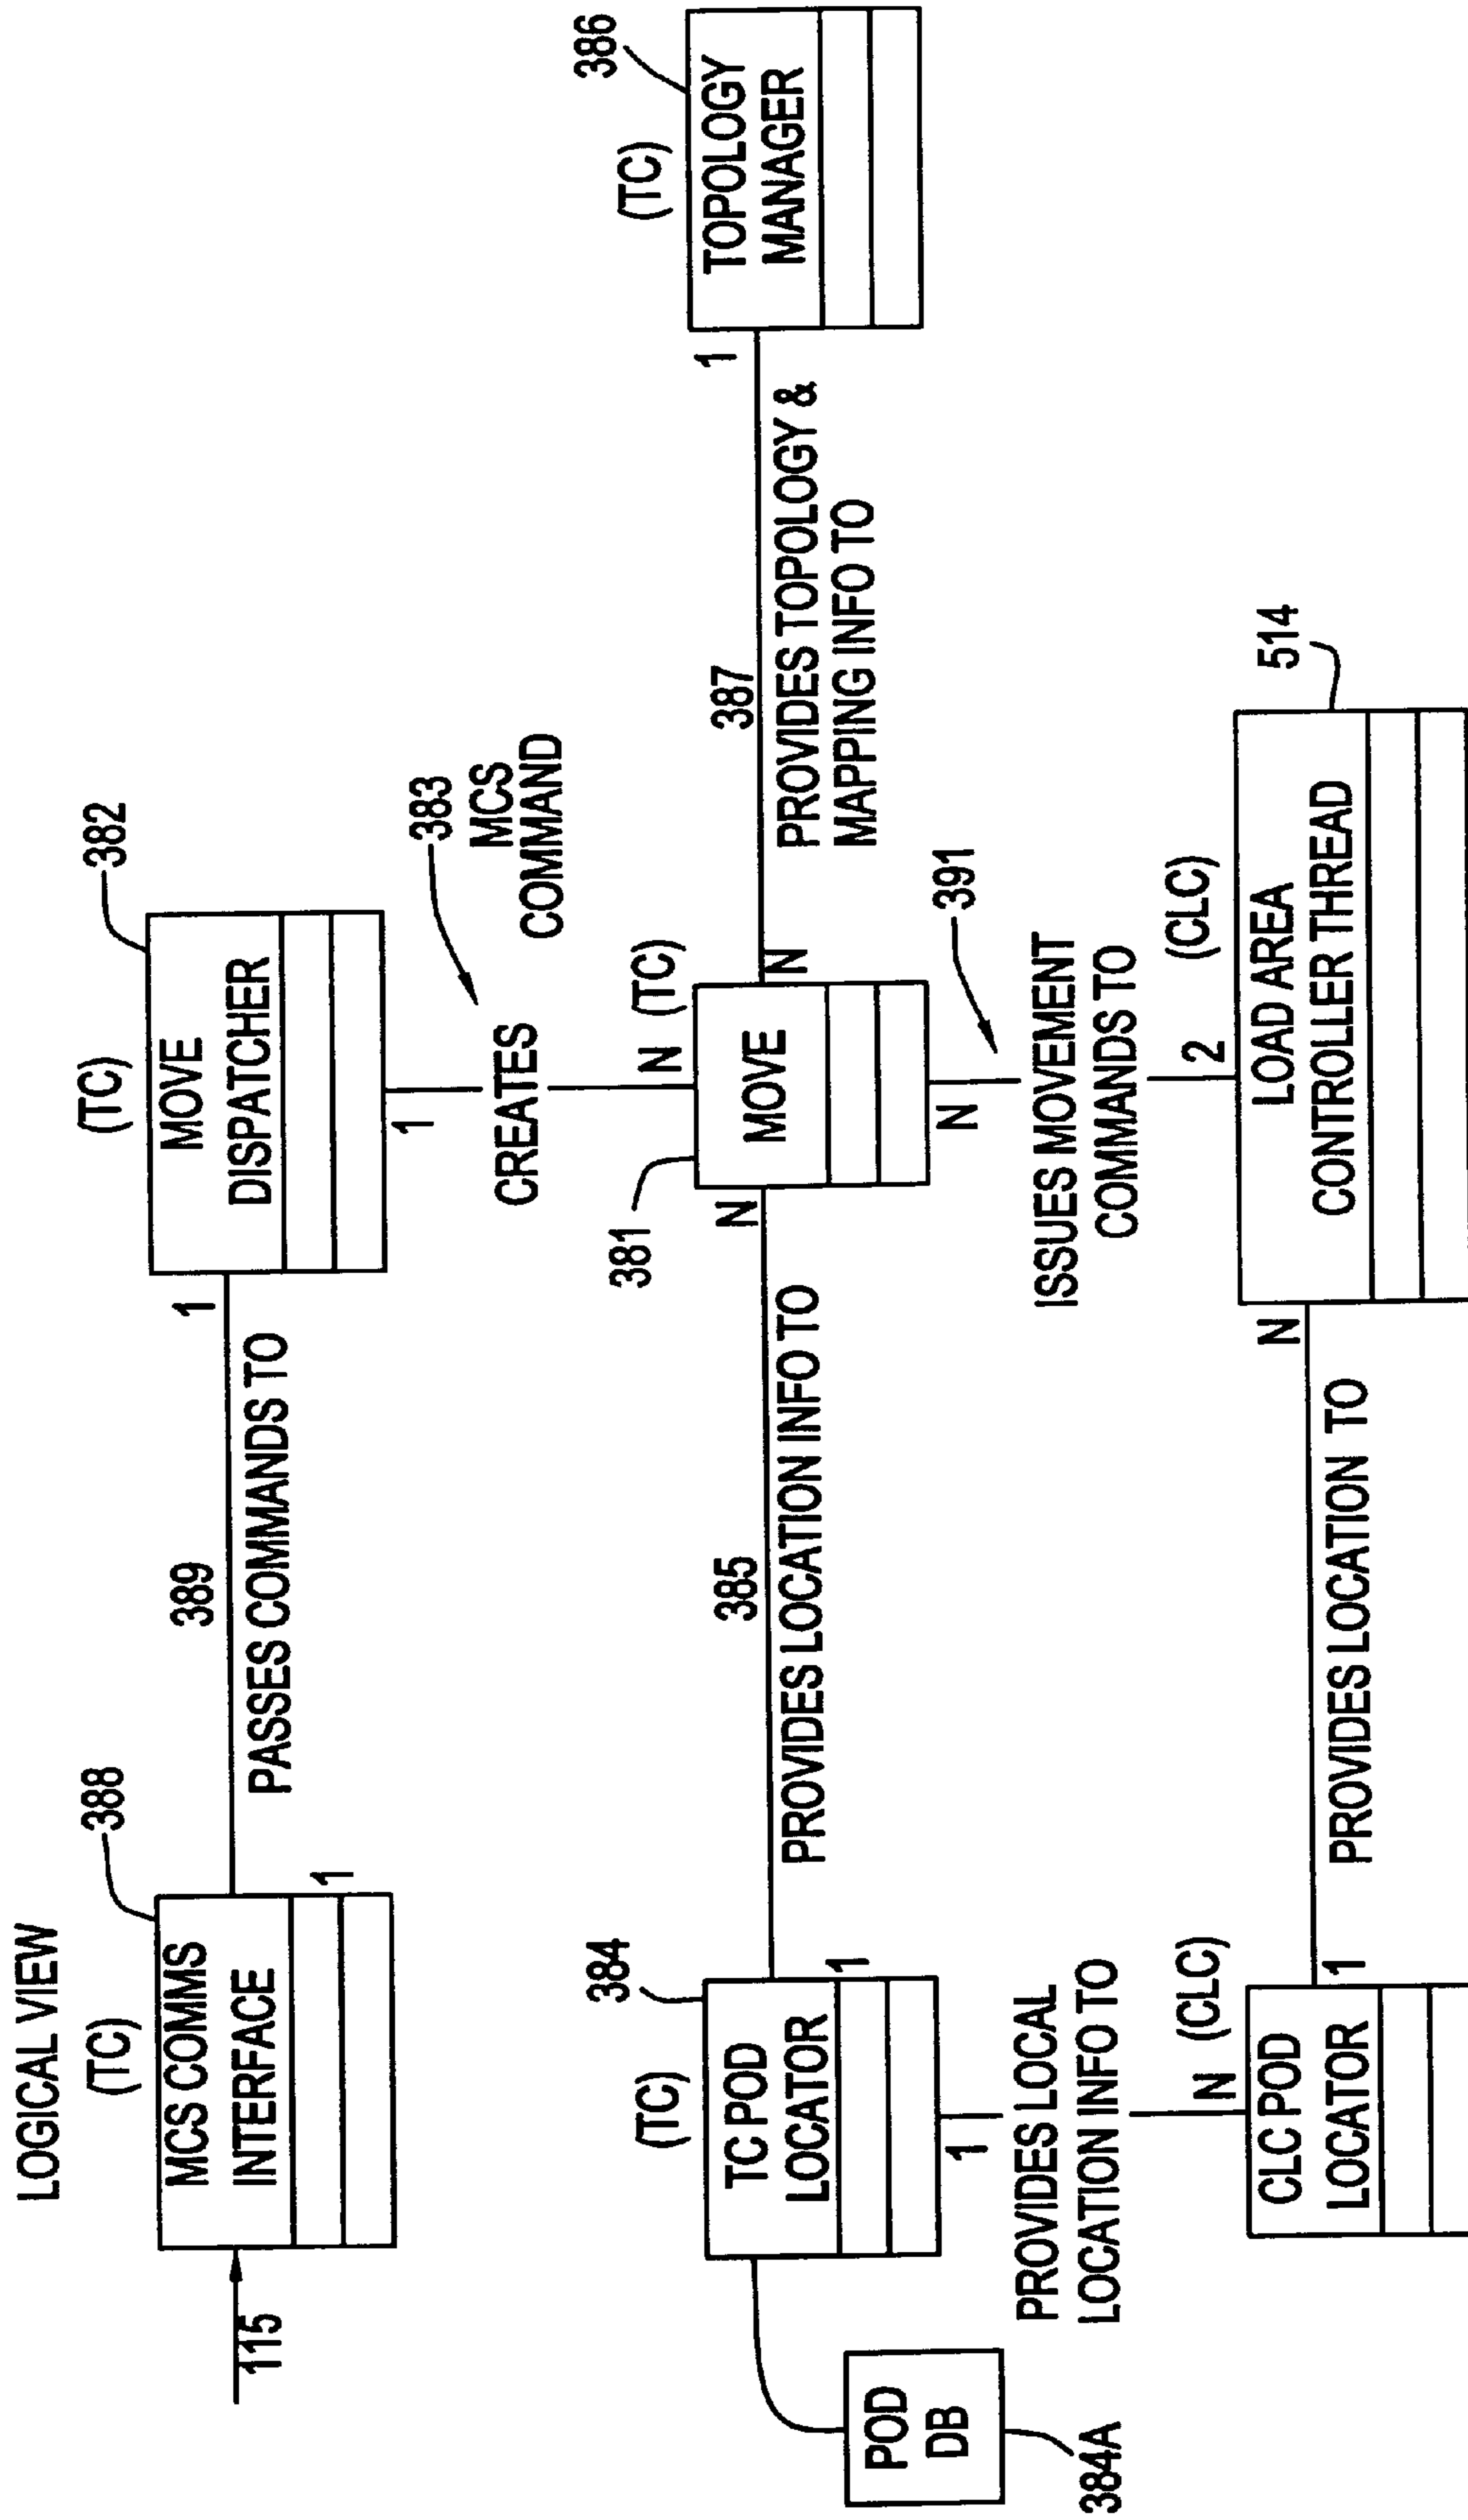 LOGICAL VIEW
(TC)
388
MCS COMMS
INTERFACE
115
1
389
PASSES COMMANDS TO
1
(TC)
382
MOVE
DISPATCHER
1
CREATES
383
MCS
COMMAND
(TC)
384
TC POD
LOCATOR
1
POD
DB
384A
385
PROVIDES LOCATION INFO TO
N
381
N
(TC)
MOVE
N
387
PROVIDES TOPOLOGY &
MAPPING INFO TO
1
(TC)
386
TOPOLOGY
MANAGER
1
PROVIDES LOCAL
LOCATION INFO TO
N
(CLC)
N
391
ISSUES MOVEMENT
COMMANDS TO
2
(CLC)
514
CLC POD
LOCATOR
1
PROVIDES LOCATION TO
N
LOAD AREA
CONTROLLER THREAD